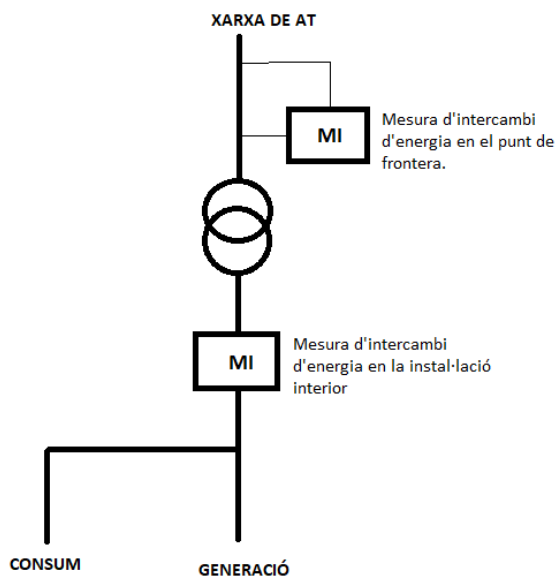 XARXA DE AT
MI
Mesura d'intercambi
d'energia en el punt de
frontera.
MI
Mesura d'intercambi
d'energia en la instal·lació
interior
CONSUM
GENERACIÓ